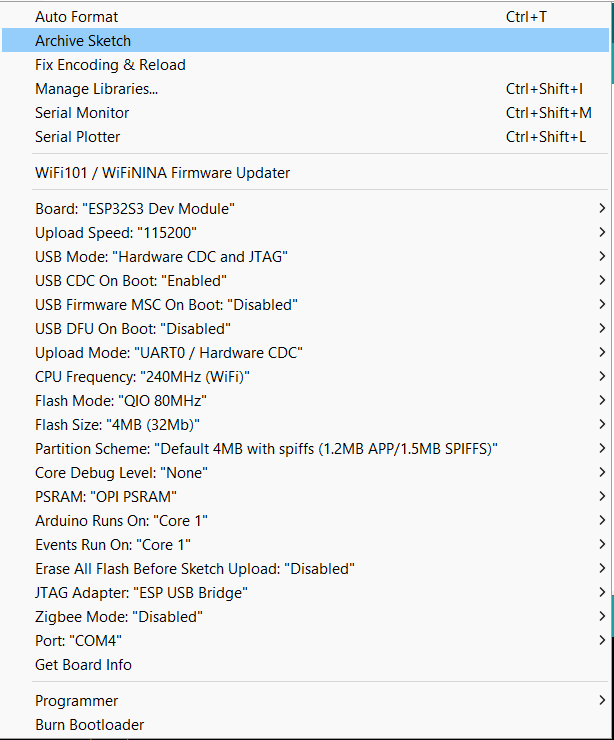 Auto Format Ctrl+T
Archive Sketch
Fix Encoding & Reload
Manage Libraries... Ctrl+Shift+I
Serial Monitor Ctrl+Shift+M
Serial Plotter Ctrl+Shift+L
WiFi101 / WiFiNINA Firmware Updater
Board: "ESP32S3 Dev Module"
Upload Speed: "115200"
USB Mode: "Hardware CDC and JTAG"
USB CDC On Boot: "Enabled"
USB Firmware MSC On Boot: "Disabled"
USB DFU On Boot: "Disabled"
Upload Mode: "UART0 / Hardware CDC"
CPU Frequency: "240MHz (WiFi)"
Flash Mode: "QIO 80MHz"
Flash Size: "4MB (32Mb)"
Partition Scheme: "Default 4MB with spiffs (1.2MB APP/1.5MB SPIFFS)"
Core Debug Level: "None"
PSRAM: "OPI PSRAM"
Arduino Runs On: "Core 1"
Events Run On: "Core 1"
Erase All Flash Before Sketch Upload: "Disabled"
JTAG Adapter: "ESP USB Bridge"
Zigbee Mode: "Disabled"
Port: "COM4"
Get Board Info
Programmer
Burn Bootloader